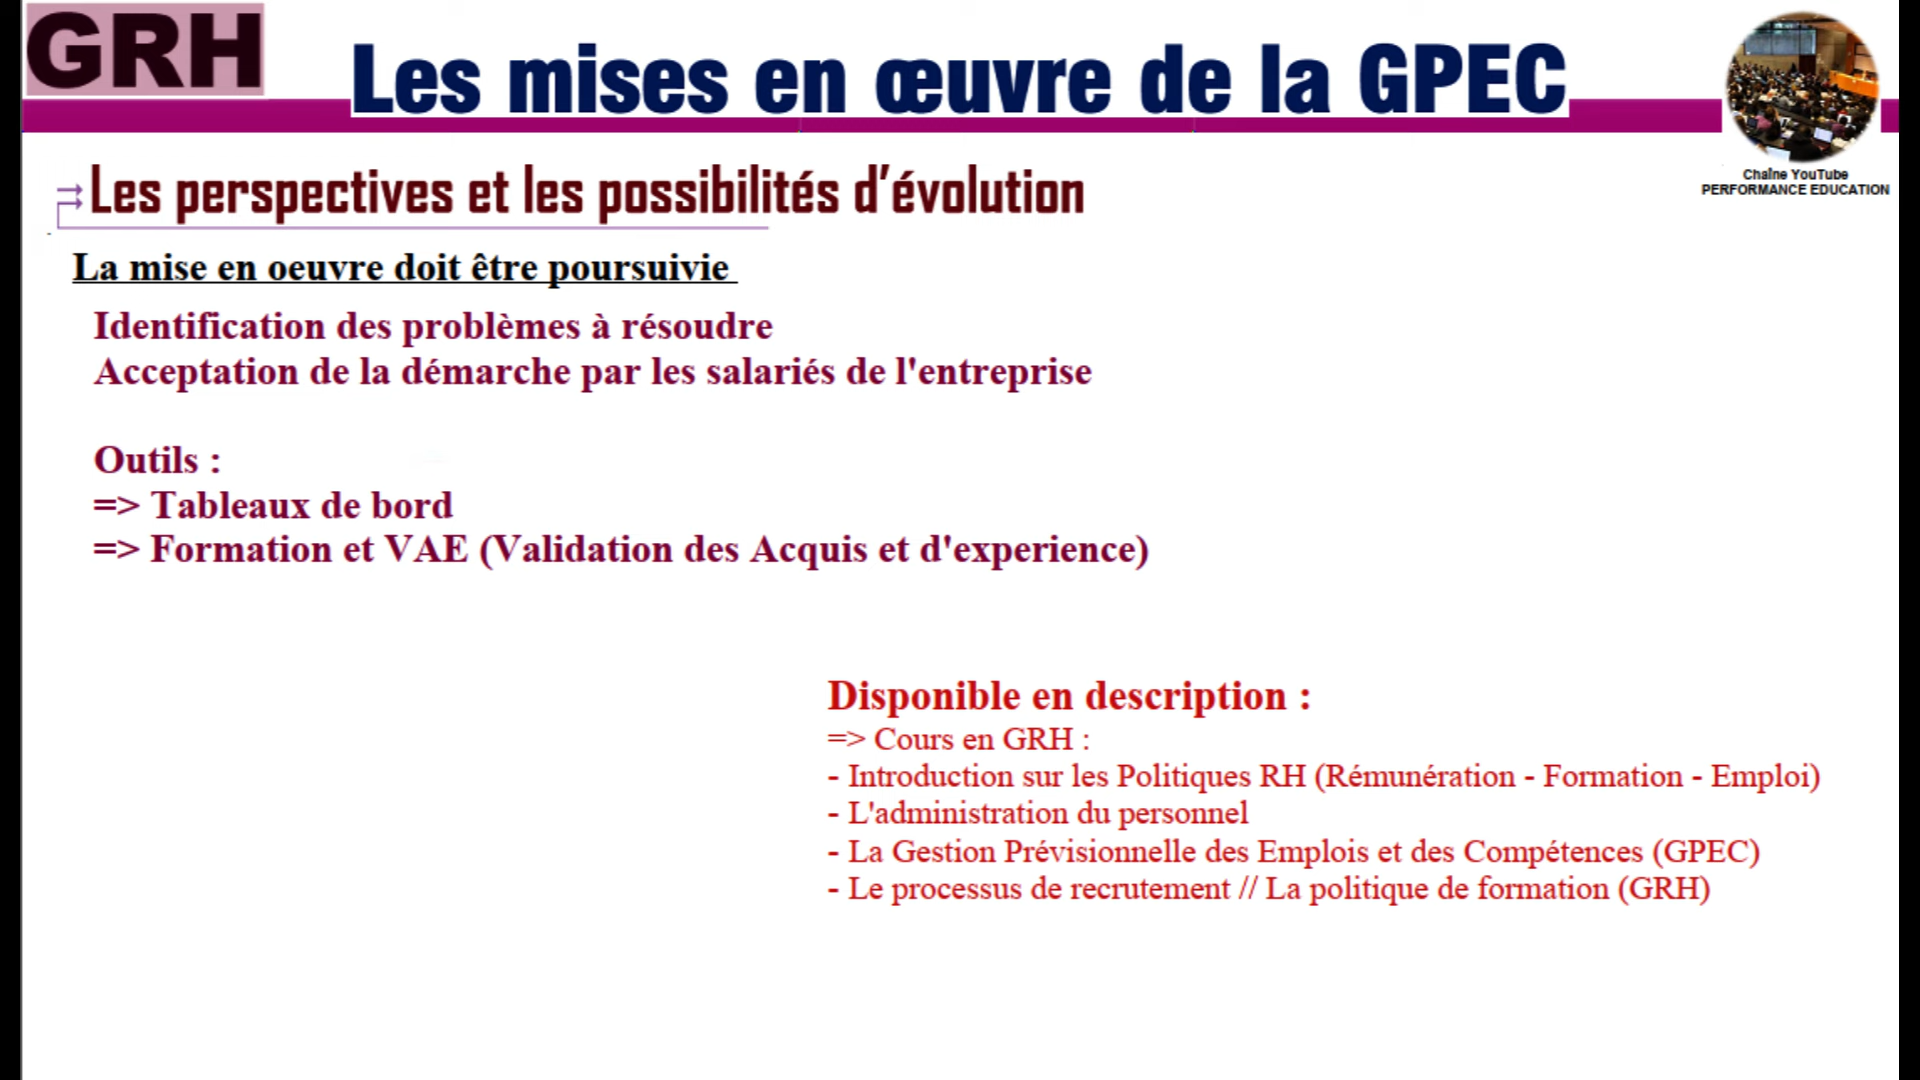 GRH
Les mises en œuvre de la GPEC
Chaîne YouTube
PERFORMANCE EDUCATION
Les perspectives et les possibilités d’évolution
La mise en oeuvre doit être poursuivie
Identification des problèmes à résoudre
Acceptation de la démarche par les salariés de l'entreprise
Outils :
=> Tableaux de bord
=> Formation et VAE (Validation des Acquis et d'experience)
Disponible en description :
=> Cours en GRH :
- Introduction sur les Politiques RH (Rémunération - Formation - Emploi)
- L'administration du personnel
- La Gestion Prévisionnelle des Emplois et des Compétences (GPEC)
- Le processus de recrutement // La politique de formation (GRH)